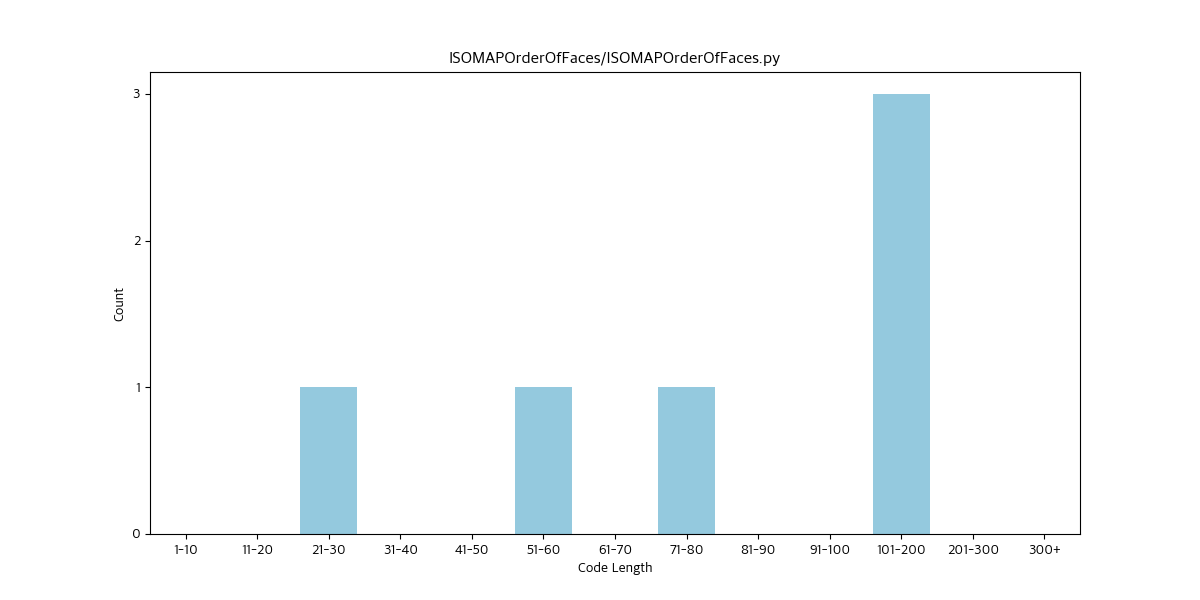 ISOMAPOrderOfFaces/ISOMAPOrderOfFaces.py
3
2
1
0
Count
1-10 11-20 21-30 31-40 41-50 51-60 61-70 71-80 81-90 91-100 101-200 201-300 300+
Code Length